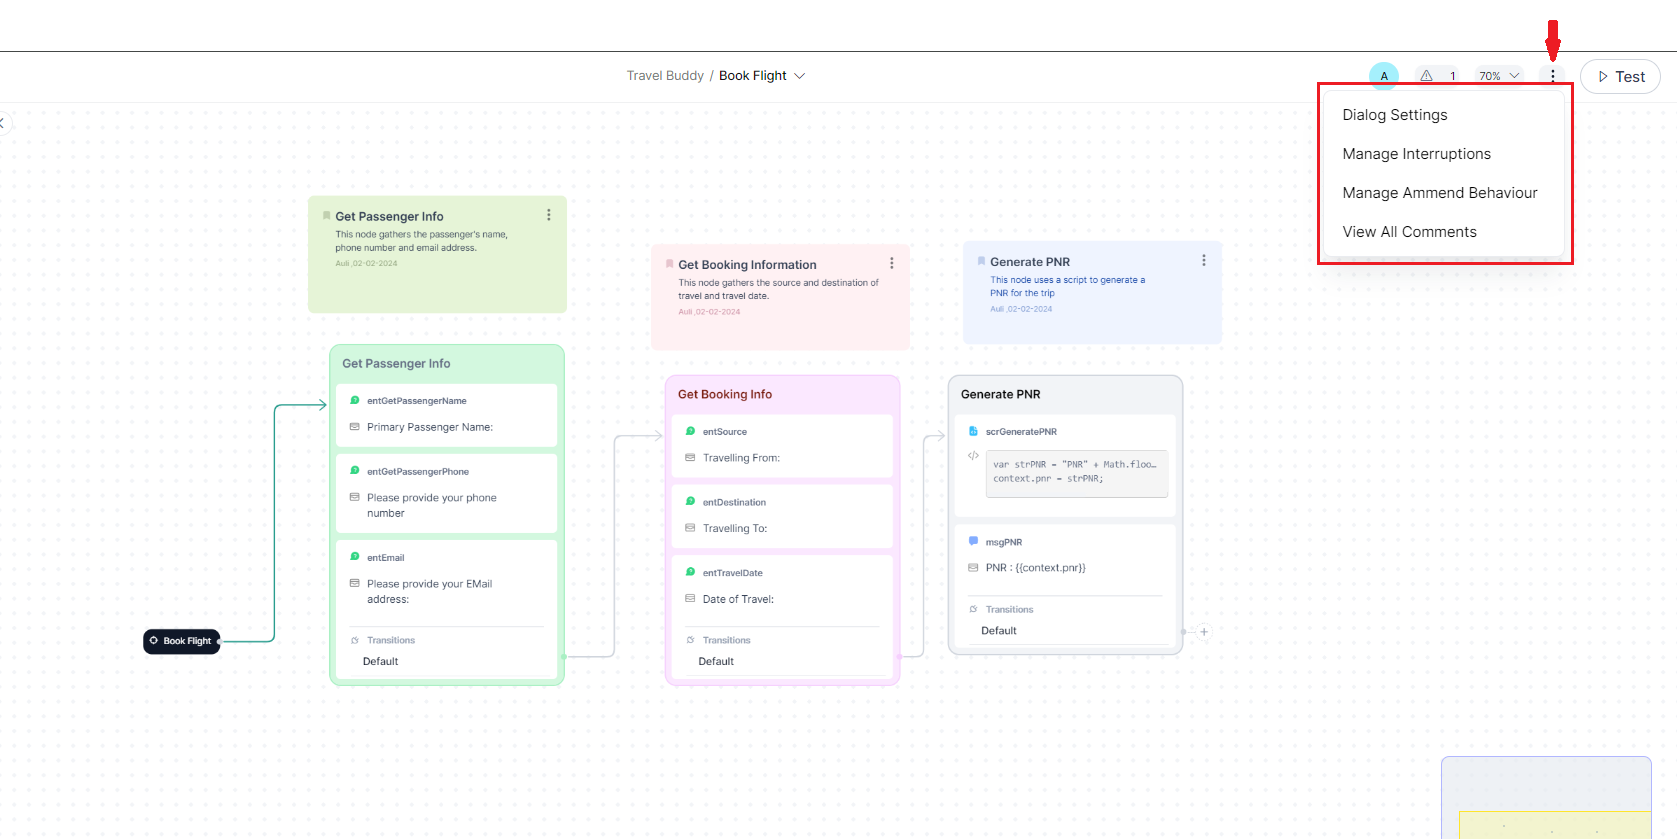 Travel Buddy / Book Flight
A
1
70%
Test
Dialog Settings
Manage Interruptions
Manage Ammend Behaviour
View All Comments
Get Passenger Info
This node gathers the passenger's name,
phone number and email address.
Auli ,02-02-2024
Get Booking Information
This node gathers the source and destination of
travel and travel date.
Auli ,02-02-2024
Generate PNR
This node uses a script to generate a
PNR for the trip
Auli ,02-02-2024
Book Flight
Get Passenger Info
entGetPassengerName
Primary Passenger Name:
entGetPassengerPhone
Please provide your phone
number
entEmail
Please provide your EMail
address:
Transitions
Default
Get Booking Info
entSource
Travelling From:
entDestination
Travelling To:
entTravelDate
Date of Travel:
Transitions
Default
Generate PNR
scrGeneratePNR
var strPNR = "PNR" + Math.floo…
context.pnr = strPNR;
msgPNR
PNR : {{context.pnr}}
Transitions
Default